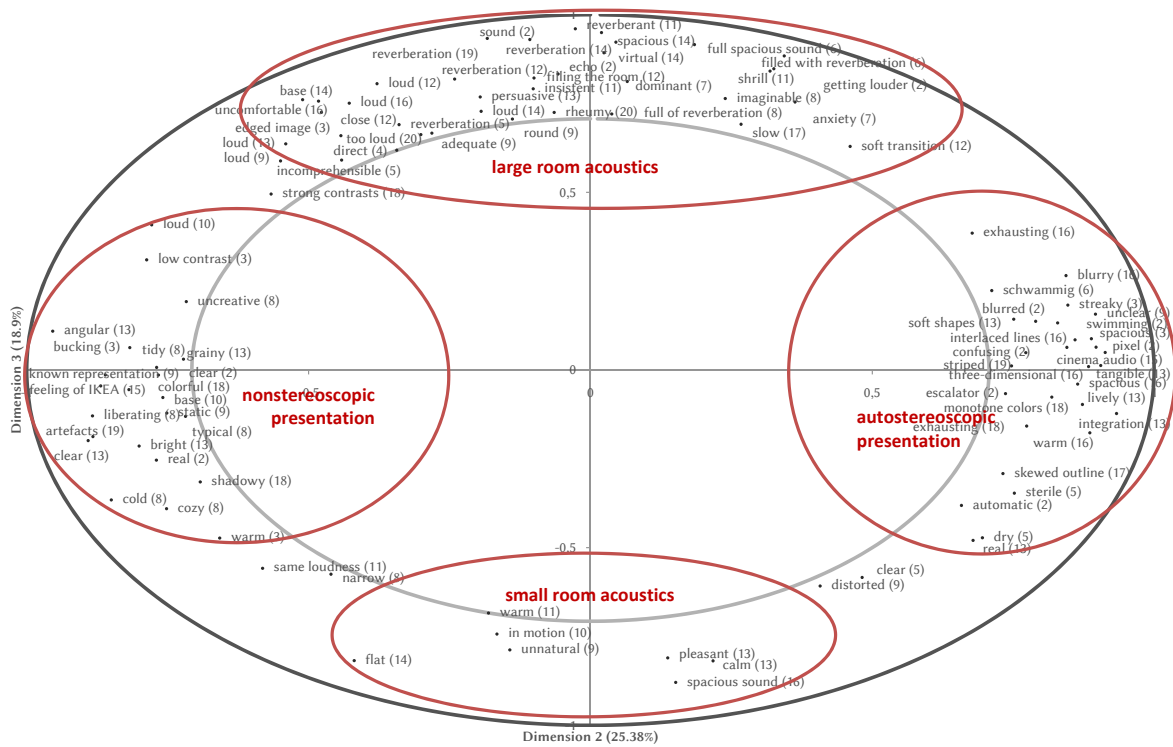 1
reverberant (11)
sound (2)
spacious (14)
reverberation (19)
reverberation (14)
full spacious sound (6)
virtual (14)
filled with reverberation (6)
echo (2)
reverberation (12)
filling the room (12)
shrill (11)
loud (12)
insistent (11)
dominant (7)
getting louder (2)
base (14)
persuasive (13)
imaginable (8)
loud (16)
uncomfortable (16)
loud (14)
rheumy (20)
full of reverberation (8)
close (12)
reverberation (5)
anxiety (7)
edged image (3)
too loud (20)
round (9)
slow (17)
loud (13)
direct (4)
adequate (9)
soft transition (12)
loud (9)
incomprehensible (5)
large room acoustics
strong contrasts (18)
0,5
loud (10)
exhausting (16)
low contrast (3)
blurry (16)
schwammig (6)
uncreative (8)
streaky (3)
blurred (2)
unclear (9)
soft shapes (13)
swimming (2)
angular (13)
spacious (3)
interlaced lines (16)
bucking (3)
tidy (8)
pixel (2)
grainy (13)
confusing (2)
cinema audio (15)
striped (19)
known representation (9)
clear (2)
0
three-dimensional (16)
tangible (13)
feeling of IKEA (15)
colorful (18)
-0.5
0,5
spacious (16)
base (10)
nonstereoscopic
presentation
escalator (2)
lively (13)
liberating (8)
static (9)
monotone colors (18)
autostereoscopic
presentation
integration (13)
artefacts (19)
typical (8)
exhausting (18)
bright (13)
warm (16)
clear (13)
real (2)
shadowy (18)
skewed outline (17)
cold (8)
sterile (5)
cozy (8)
automatic (2)
warm (3)
dry (5)
-0.5
real (13)
same loudness (11)
narrow (8)
clear (5)
small room acoustics
distorted (9)
warm (11)
in motion (10)
unnatural (9)
flat (14)
pleasant (13)
calm (13)
spacious sound (16)
-1
Dimension 2 (25.38%)
Dimension 3 (18.9%)